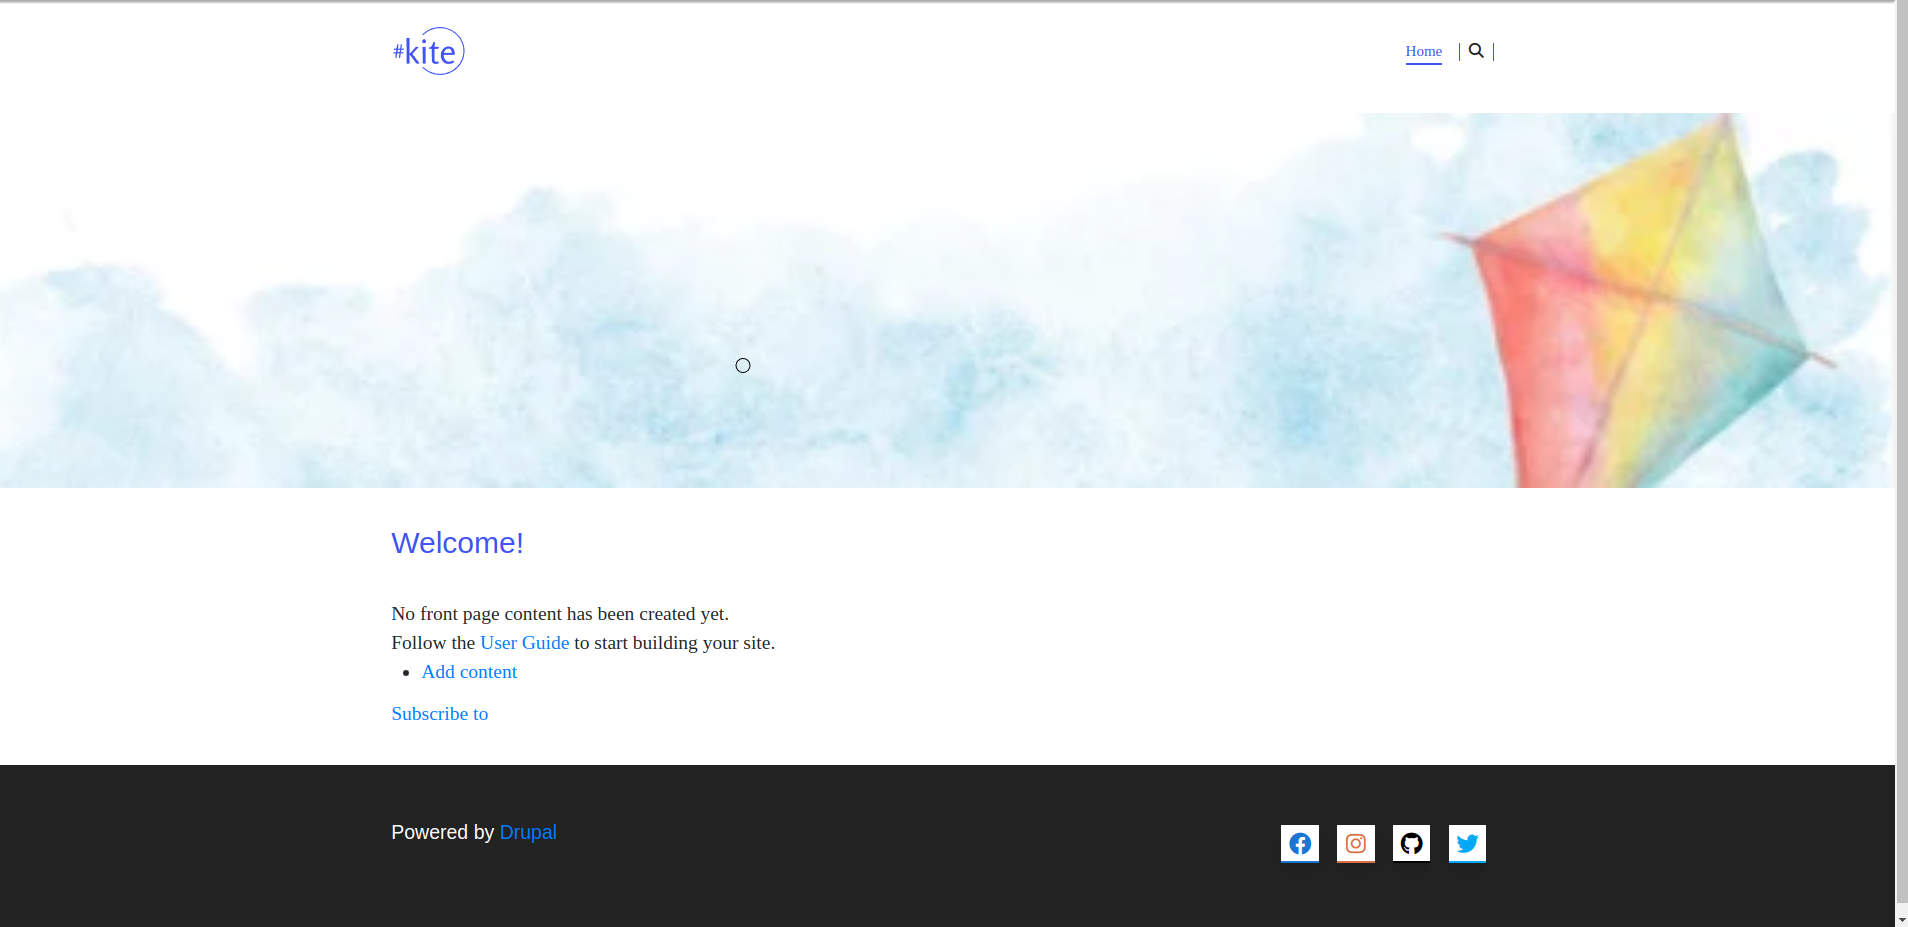 #kite
Home
Welcome!
No front page content has been created yet.
Follow the User Guide to start building your site.
Add content
Subscribe to
Powered by Drupal